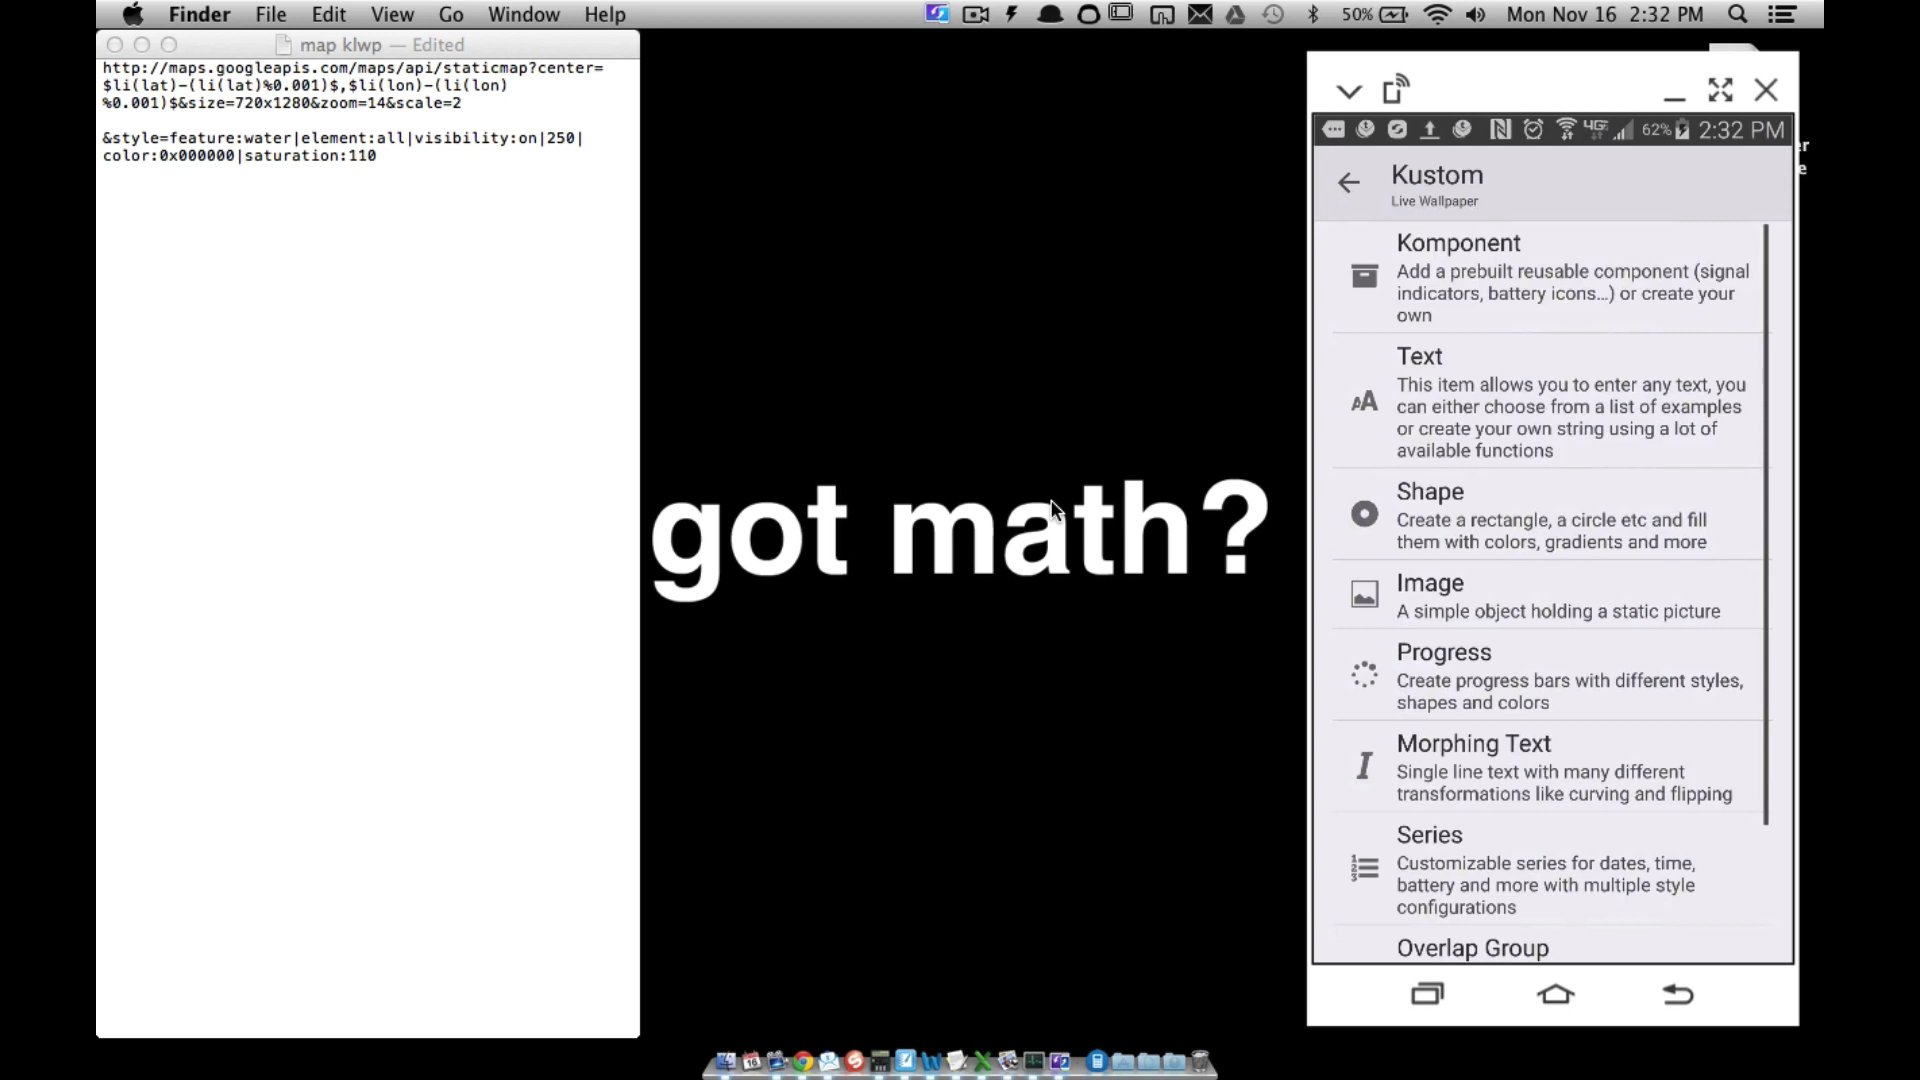 Finder File Edit View Go Window Help 50% Mon Nov 16 2:32 PM
map klwp — Edited
http://maps.googleapis.com/maps/api/staticmap?center=
$li(lat)-(li(lat)%0.001)$,$li(lon)-(li(lon)
%0.001)$&size=720x1280&zoom=14&scale=2
&style=feature:water|element:all|visibility:on|250|
color:0x000000|saturation:110
got math?
4G 62% 2:32 PM
Kustom
Live Wallpaper
Komponent
Add a prebuilt reusable component (signal
indicators, battery icons...) or create your
own
Text
This item allows you to enter any text, you
can either choose from a list of examples
or create your own string using a lot of
available functions
Shape
Create a rectangle, a circle etc and fill
them with colors, gradients and more
Image
A simple object holding a static picture
Progress
Create progress bars with different styles,
shapes and colors
Morphing Text
Single line text with many different
transformations like curving and flipping
Series
Customizable series for dates, time,
battery and more with multiple style
configurations
Overlap Group
er
e